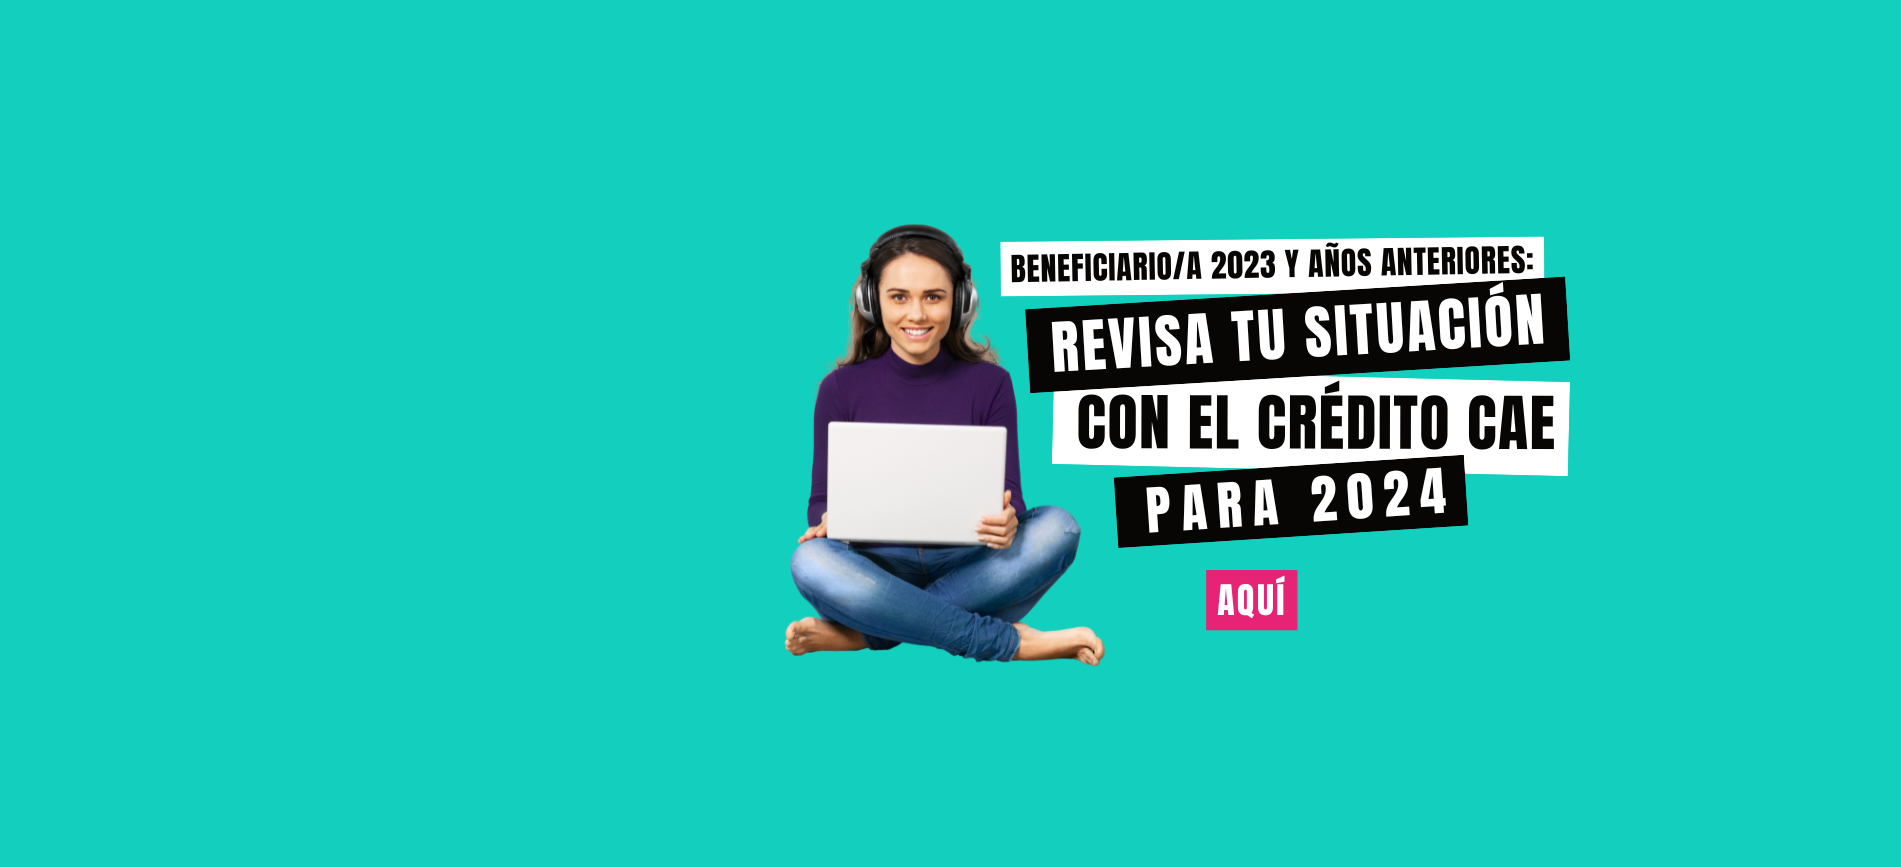 BENEFICIARIO/A 2023 Y AÑOS ANTERIORES:
REVISA TU SITUACIÓN
CON EL CRÉDITO CAE
PARA 2024
AQUÍ